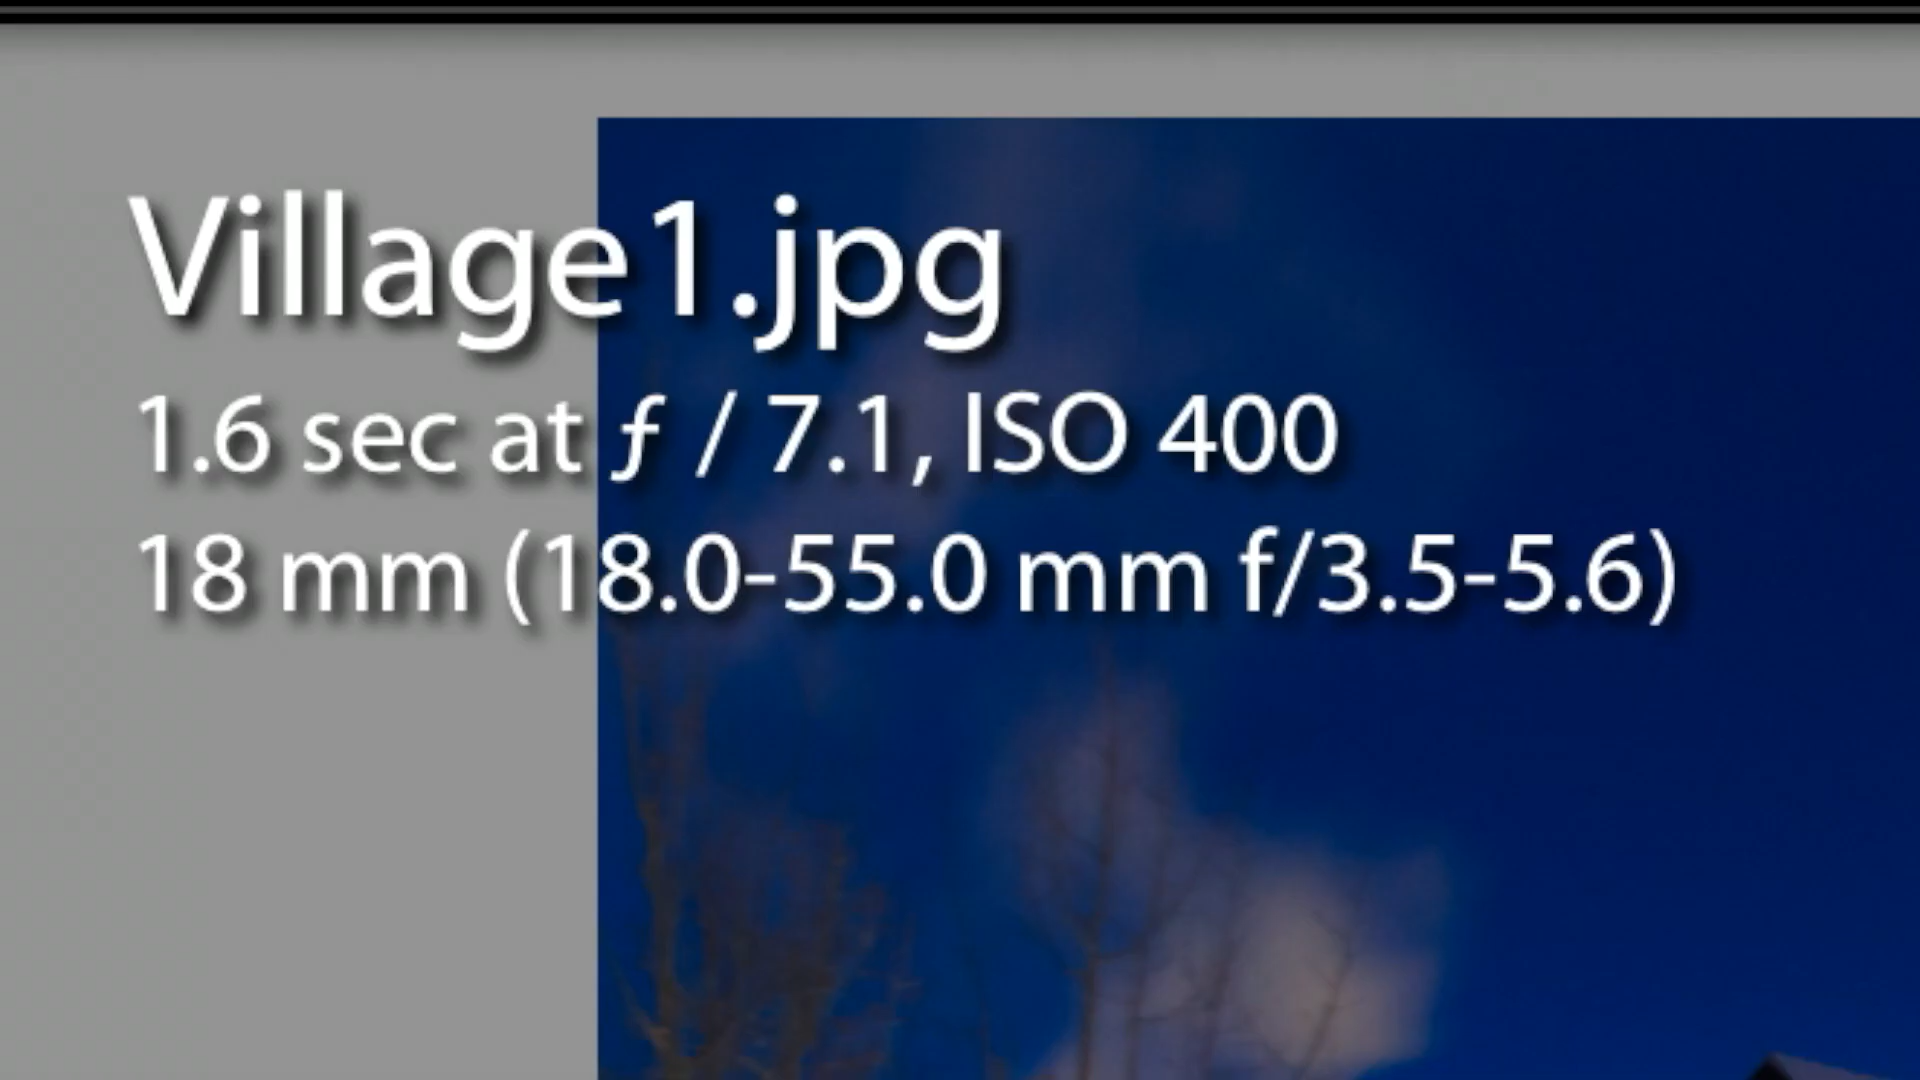 Village1.jpg
1.6 sec at ƒ / 7.1, ISO 400
18 mm (18.0-55.0 mm f/3.5-5.6)